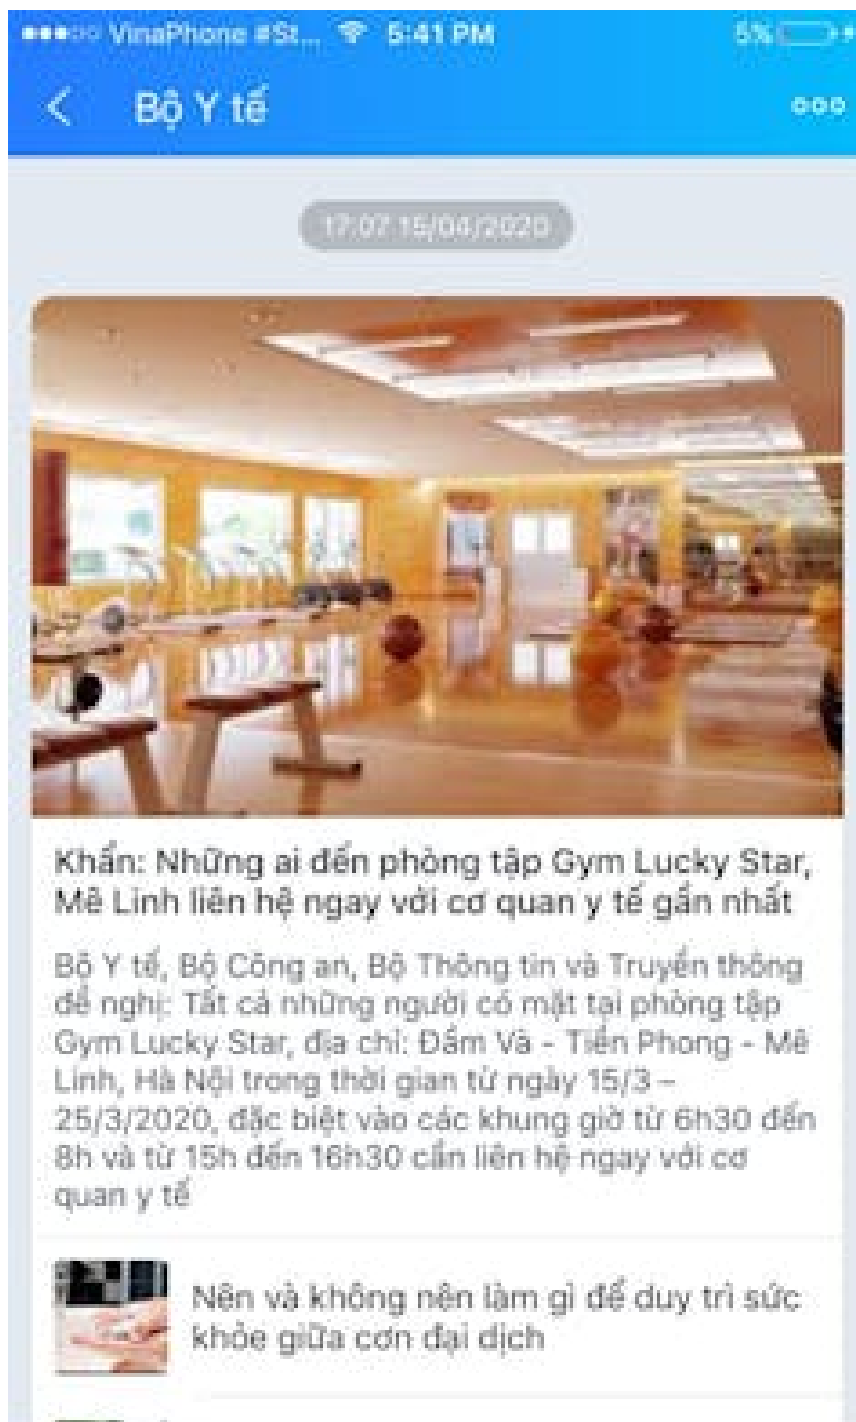 VinaPhone #St... 5:41 PM 5%
Bộ Y tế
17:07 15/04/2020
Khẩn: Những ai đến phòng tập Gym Lucky Star,
Mê Linh liên hệ ngay với cơ quan y tế gần nhất
Bộ Y tế, Bộ Công an, Bộ Thông tin và Truyền thông
đề nghị: Tất cả những người có mặt tại phòng tập
Gym Lucky Star, địa chỉ: Đầm Và - Tiền Phong - Mê
Linh, Hà Nội trong thời gian từ ngày 15/3 –
25/3/2020, đặc biệt vào các khung giờ từ 6h30 đến
8h và từ 15h đến 16h30 cần liên hệ ngay với cơ
quan y tế
Nên và không nên làm gì để duy trì sức
khỏe giữa cơn đại dịch